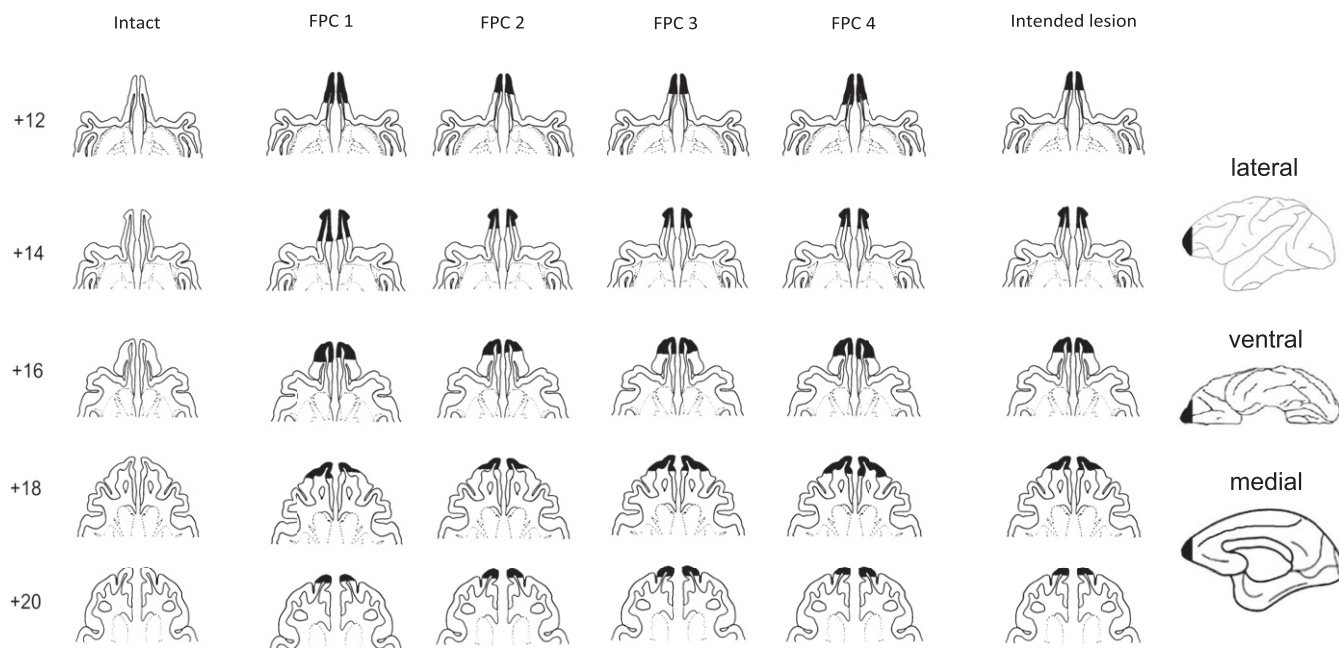 Intact FPC 1 FPC 2 FPC 3 FPC 4 Intended lesion
+12
lateral
+14
ventral
+16
medial
+18
+20